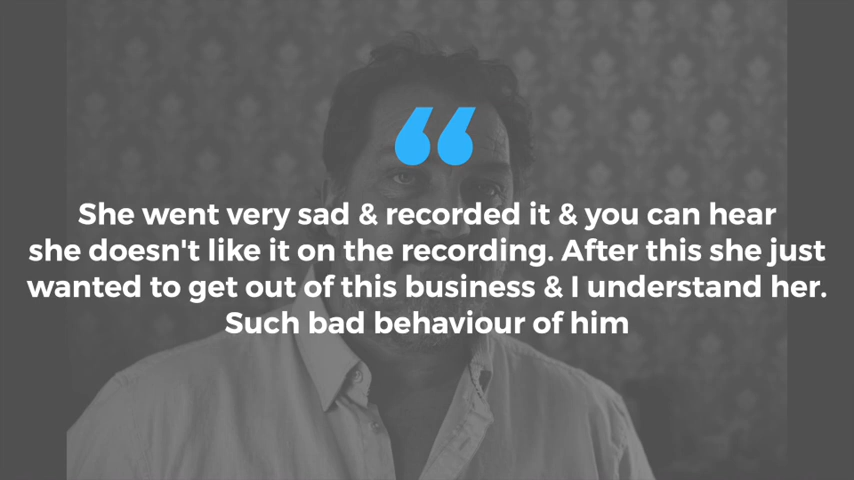 “
She went very sad & recorded it & you can hear
she doesn't like it on the recording. After this she just
wanted to get out of this business & I understand her.
Such bad behaviour of him